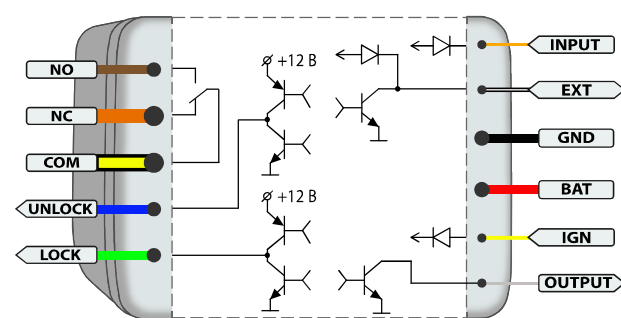 NO
NC
COM
UNLOCK
LOCK
+12 В
+12 В
INPUT
EXT
GND
BAT
IGN
OUTPUT